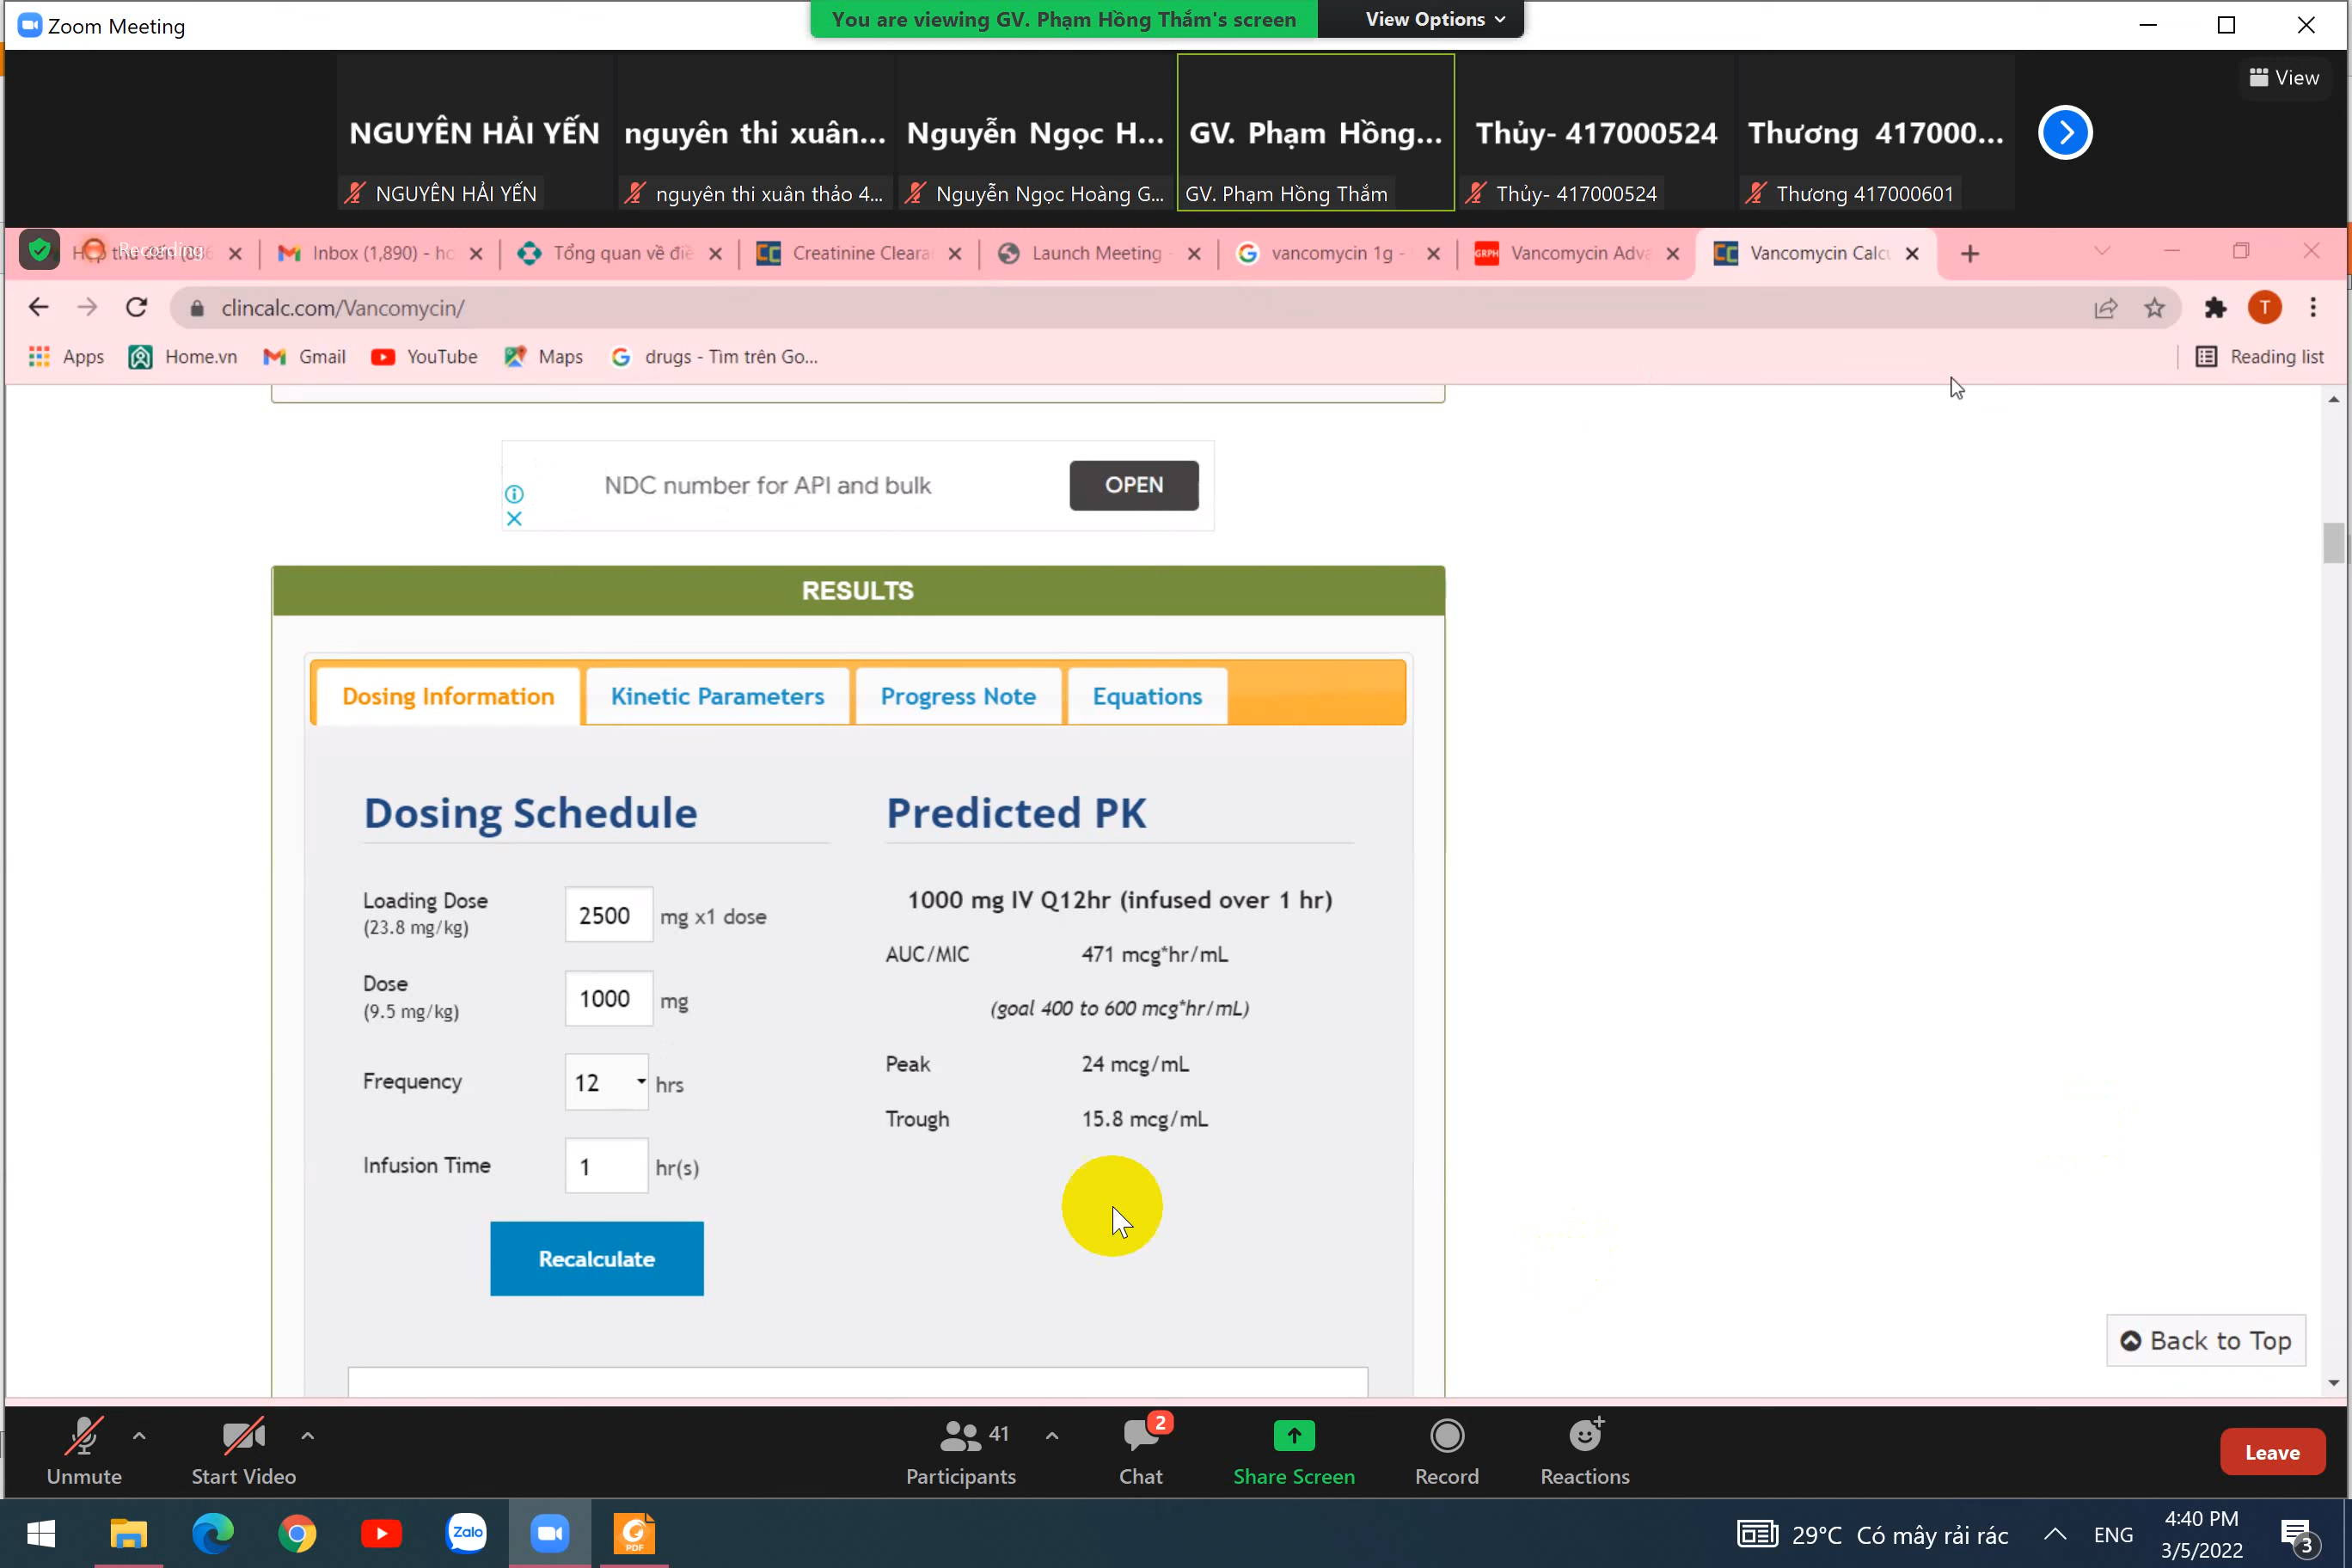 Zoom Meeting
You are viewing GV. Phạm Hồng Thắm's screen
View Options
View
NGUYÊN HẢI YẾN
nguyên thi xuân...
Nguyễn Ngọc H...
GV. Phạm Hồng...
Thủy- 417000524
Thương 417000...
NGUYÊN HẢI YẾN
nguyên thi xuân thảo 4...
Nguyễn Ngọc Hoàng G...
GV. Phạm Hồng Thắm
Thủy- 417000524
Thương 417000601
Recording
Inbox (1,890) - ho
Tổng quan về điề
Creatinine Cleara
Launch Meeting -
vancomycin 1g -
GRPH
Vancomycin Adva
Vancomycin Calcu
clincalc.com/Vancomycin/
T
Apps
Home.vn
Gmail
YouTube
Maps
drugs - Tìm trên Go...
Reading list
NDC number for API and bulk
OPEN
RESULTS
Dosing Information
Kinetic Parameters
Progress Note
Equations
Dosing Schedule
Loading Dose
(23.8 mg/kg)
2500 mg x1 dose
Dose
(9.5 mg/kg)
1000 mg
Frequency 12 hrs
Infusion Time 1 hr(s)
Recalculate
Predicted PK
1000 mg IV Q12hr (infused over 1 hr)
AUC/MIC 471 mcg*hr/mL
(goal 400 to 600 mcg*hr/mL)
Peak 24 mcg/mL
Trough 15.8 mcg/mL
Back to Top
Unmute
Start Video
41
Participants
2
Chat
Share Screen
Record
Reactions
Leave
Zalo
PDF
29°C Có mây rải rác
ENG
4:40 PM
3/5/2022
3